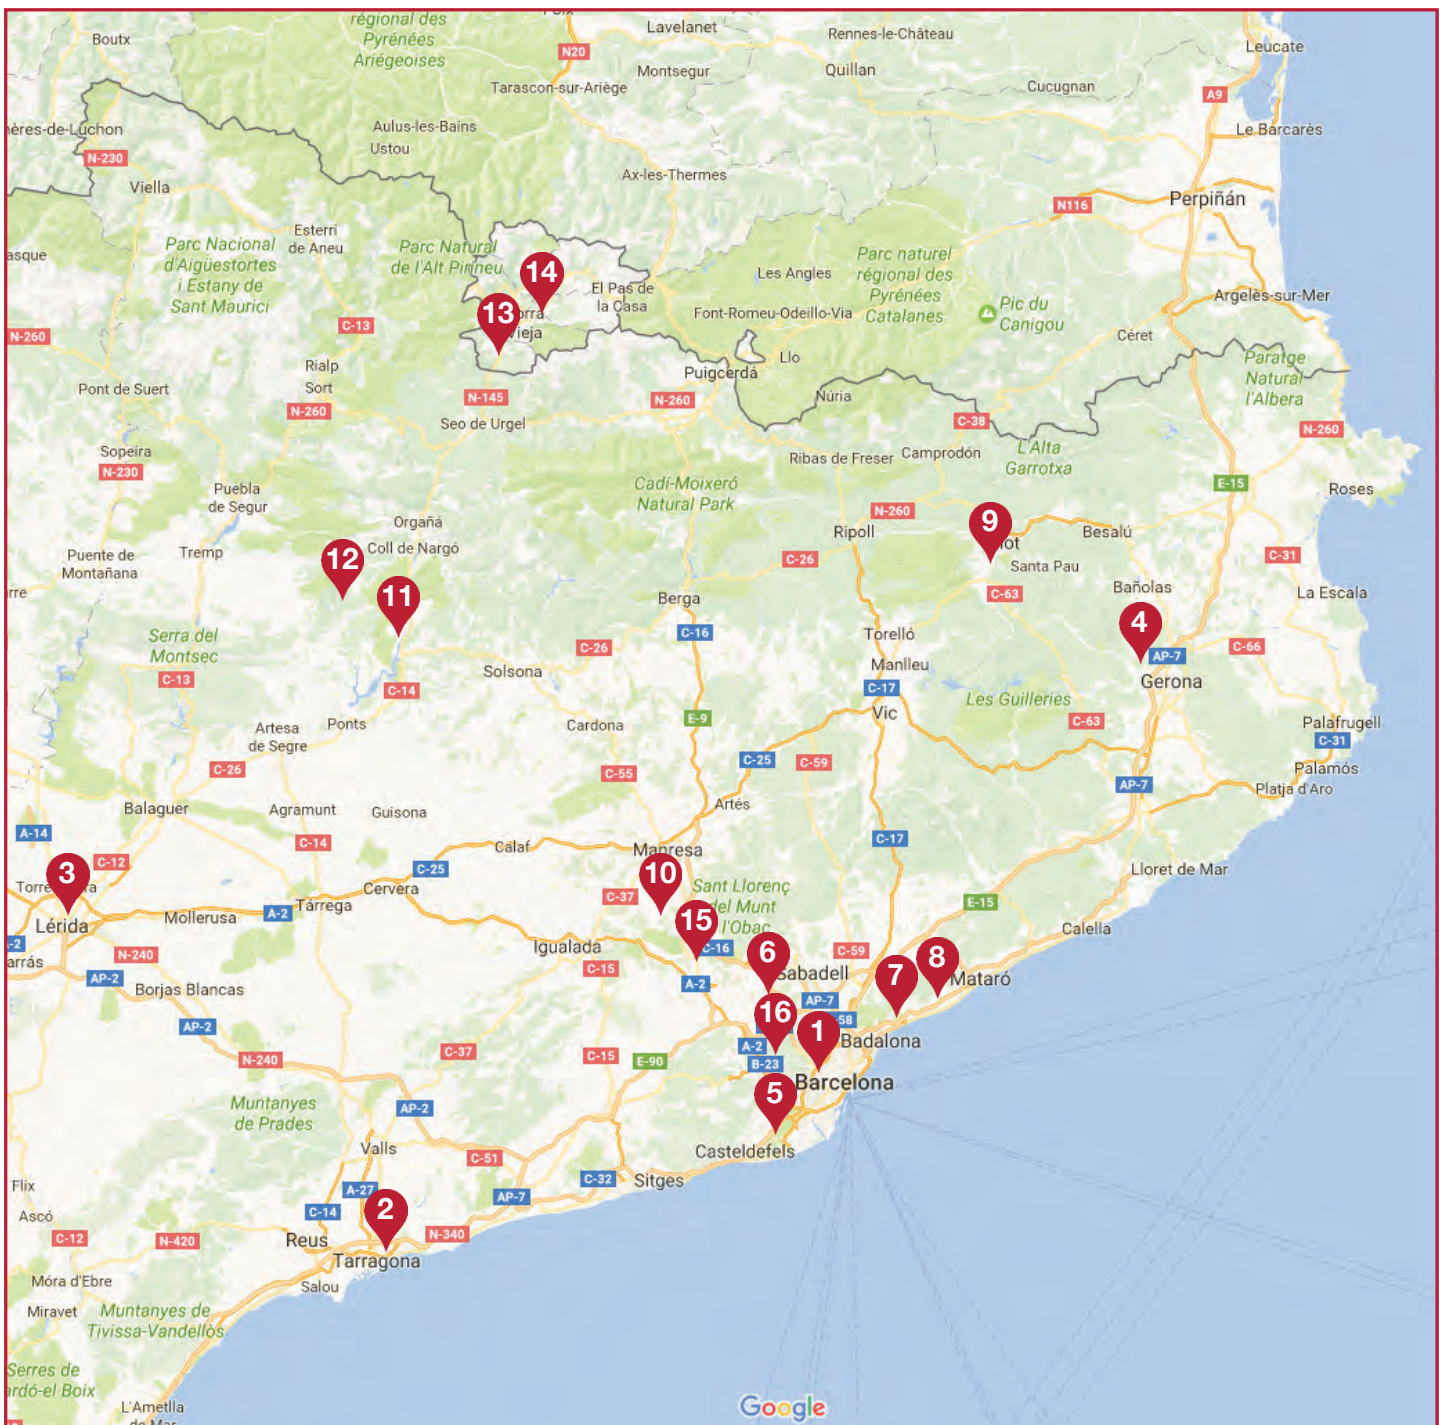 régional des
Pyrénées
Ariégeoises
Boutx
N20
Lavelanet
Rennes-le-Château
Leucate
Montsegur
Quillan
Tarascon-sur-Ariège
Cucugnan
A9
Aulus-les-Bains
Ustou
Le Barcarès
N-230
Viella
Ax-les-Thermes
N116
Perpiñán
Esterri
de Aneu
Parc Nacional
d'Aigüestortes
i Estany de
Sant Maurici
Parc Natural
de l'Alt Pirineu
14
El Pas de
la Casa
Les Angles
Parc naturel
régional des
Pyrénées
Catalanes
Argelès-sur-Mer
13
Vieja
Font-Romeu-Odeillo-Via
Pic du
Canigou
C-13
N-260
Céret
Rialp
Sort
Llo
Puigcerdá
Paratge
Natural
l'Albera
Pont de Suert
N-145
N-260
Núria
N-260
Seo de Urgel
C-38
N-260
Sopeira
N-230
Ribas de Freser
Camprodón
L'Alta
Garrotxa
Puebla
de Segur
Cadí-Moixeró
Natural Park
E-15
Roses
Orgañá
N-260
9
Coll de Nargó
Ripoll
Besalú
Puente de
Montañana
Tremp
12
C-26
Santa Pau
C-31
11
Berga
C-63
Bañolas
La Escala
Serra del
Montsec
C-16
Torelló
4
C-26
Manlleu
AP-7
C-66
C-13
Solsona
C-14
C-17
Les Guilleries
Gerona
Artesa
de Segre
Ponts
Cardona
E-9
Vic
C-63
Palafrugell
C-31
C-26
C-55
C-25
C-59
Palamós
AP-7
Platja d'Aro
Balaguer
Agramunt
Guisona
Artés
A-14
C-14
Calaf
Manresa
C-17
3
C-12
C-25
10
Lloret de Mar
Cervera
C-37
Sant Llorenç
del Munt
l'Obac
E-15
Lérida
Mollerusa
A-2
Tárrega
15
Calella
A-2
N-240
Igualada
C-16
6
C-59
8
C-15
Sabadell
7
Mataró
AP-2
Borjas Blancas
A-2
AP-7
16
AP-2
1
Badalona
C-37
C-15
E-90
A-2
N-240
B-23
Barcelona
5
Muntanyes
de Prades
AP-2
Valls
C-51
Casteldefels
Flix
A-27
AP-7
C-32
Sitges
Ascó
C-14
2
C-12
N-420
Reus
N-340
Tarragona
Móra d'Ebre
Salou
Miravet
Muntanyes de
Tivissa-Vandellòs
Serres de
L'Ametlla
de Mar
Google